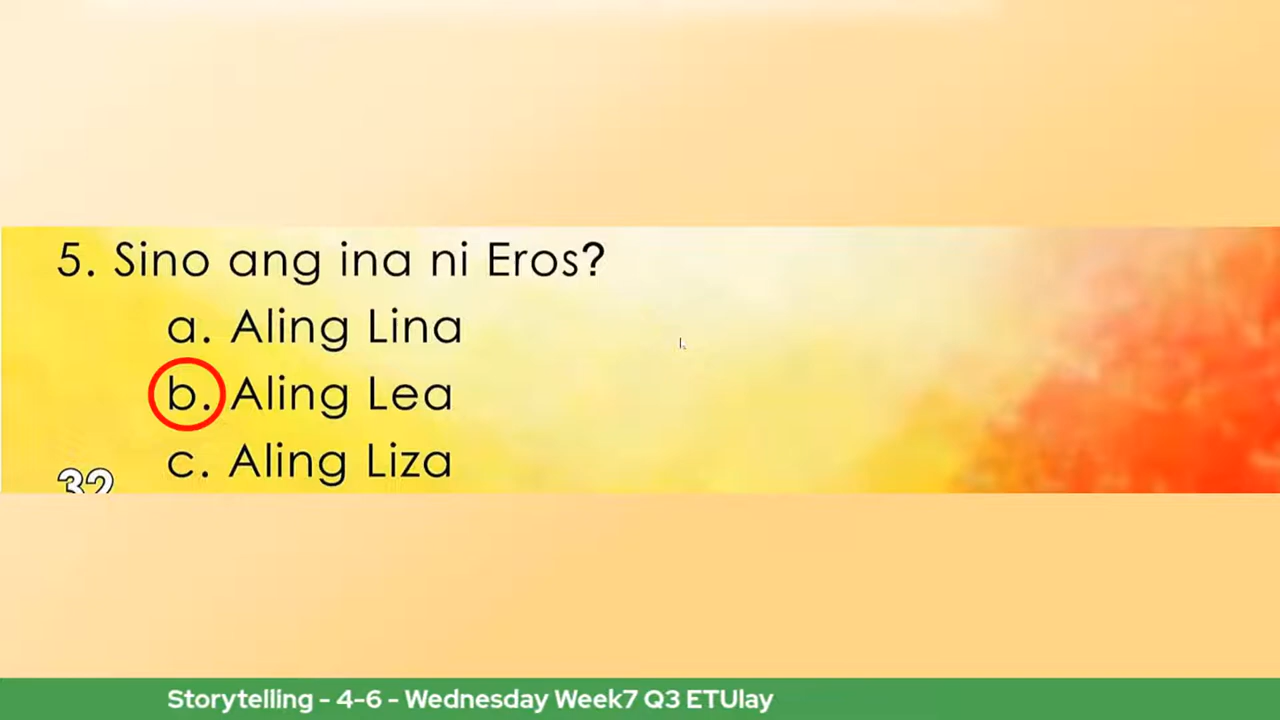 5. Sino ang ina ni Eros?
a. Aling Lina
b. Aling Lea
c. Aling Liza
32
Storytelling - 4-6 - Wednesday Week7 Q3 ETUlay